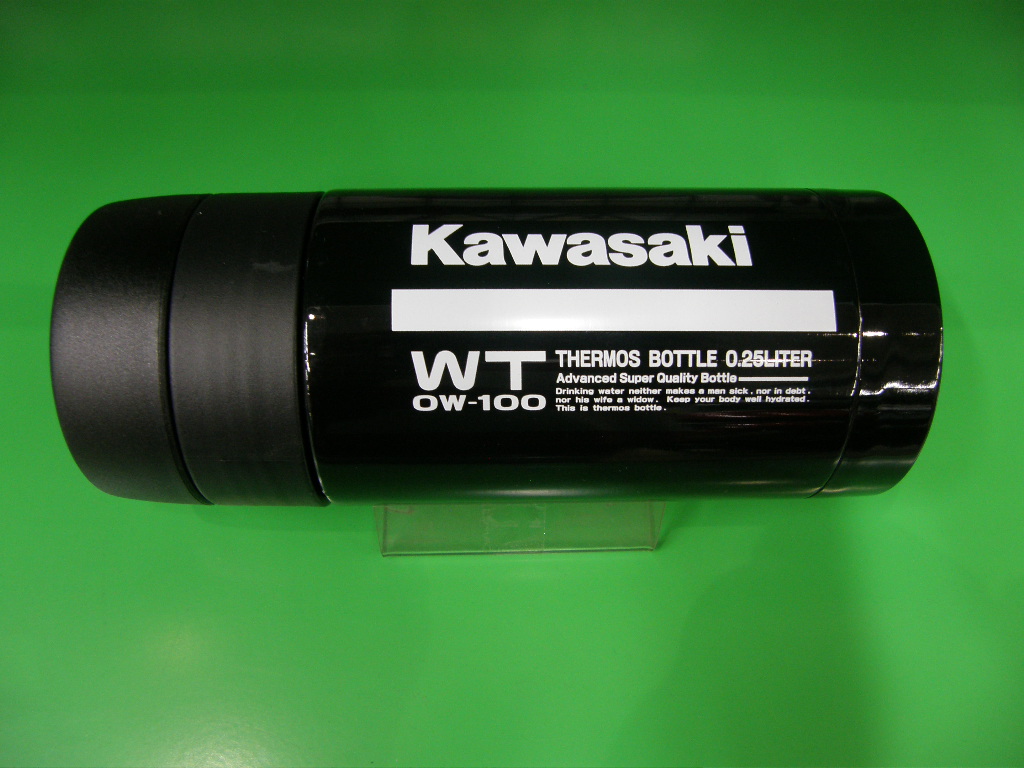 Kawasaki
WT
OW-100
THERMOS BOTTLE 0.25LITER
Advanced Super Quality Bottle
Drinking water neither makes a man sick, nor in debt,
nor his wife a widow. Keep your body well hydrated.
This is thermos bottle.